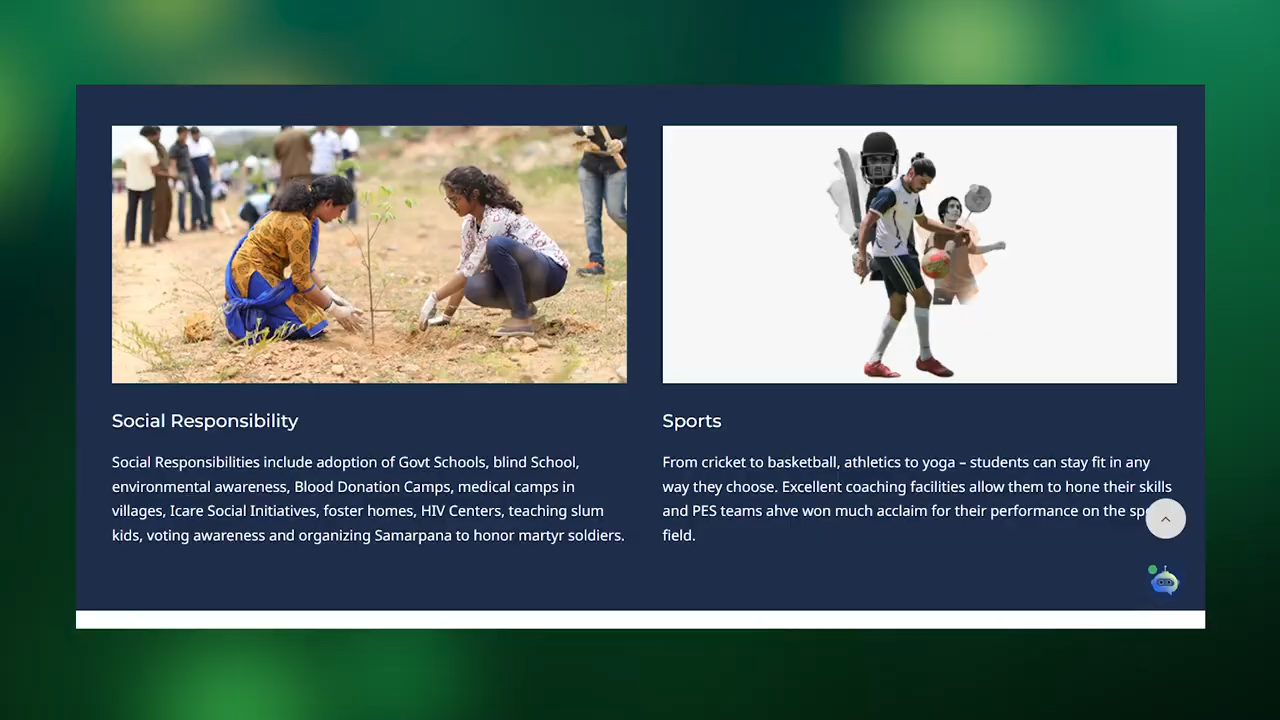 Social Responsibility
Social Responsibilities include adoption of Govt Schools, blind School,
environmental awareness, Blood Donation Camps, medical camps in
villages, Icare Social Initiatives, foster homes, HIV Centers, teaching slum
kids, voting awareness and organizing Samarpana to honor martyr soldiers.
Sports
From cricket to basketball, athletics to yoga – students can stay fit in any
way they choose. Excellent coaching facilities allow them to hone their skills
and PES teams ahve won much acclaim for their performance on the
field.